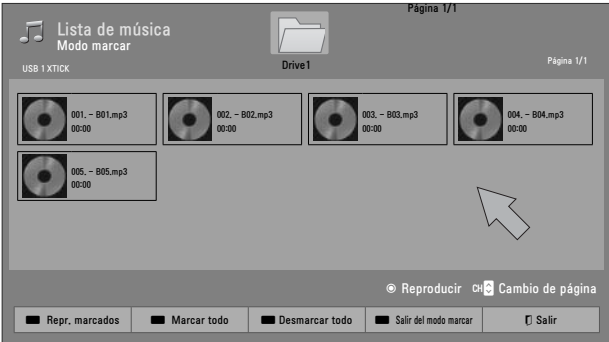 Página 1/1
Lista de música
Modo marcar
USB 1 XTICK
Drive1
Página 1/1
001. - B01.mp3
00:00
002. - B02.mp3
00:00
003. - B03.mp3
00:00
004. - B04.mp3
00:00
005. - B05.mp3
00:00
Reproducir CH Cambio de página
Repr. marcados
Marcar todo
Desmarcar todo
Salir del modo marcar
Salir